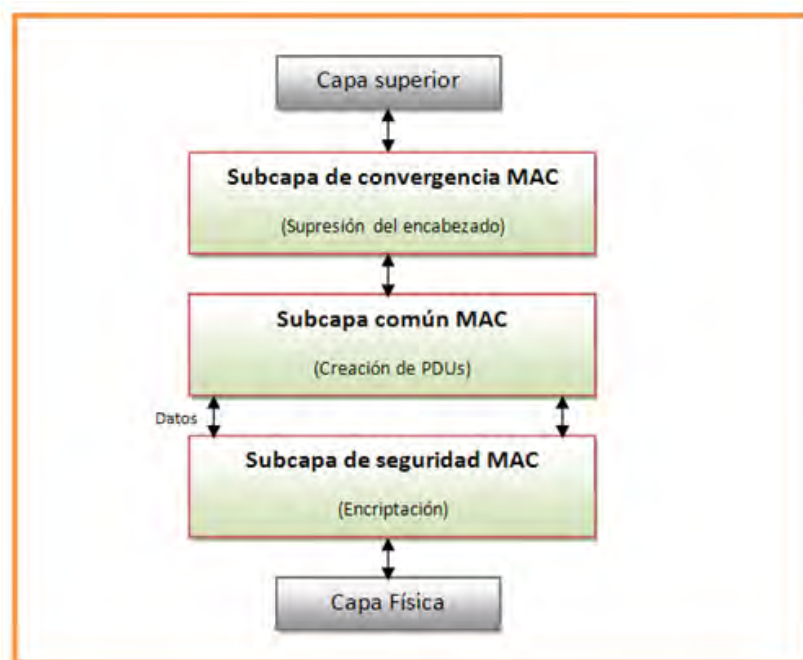 Capa superior
Subcapa de convergencia MAC
(Supresión del encabezado)
Subcapa común MAC
(Creación de PDUs)
Datos
Subcapa de seguridad MAC
(Encriptación)
Capa Física